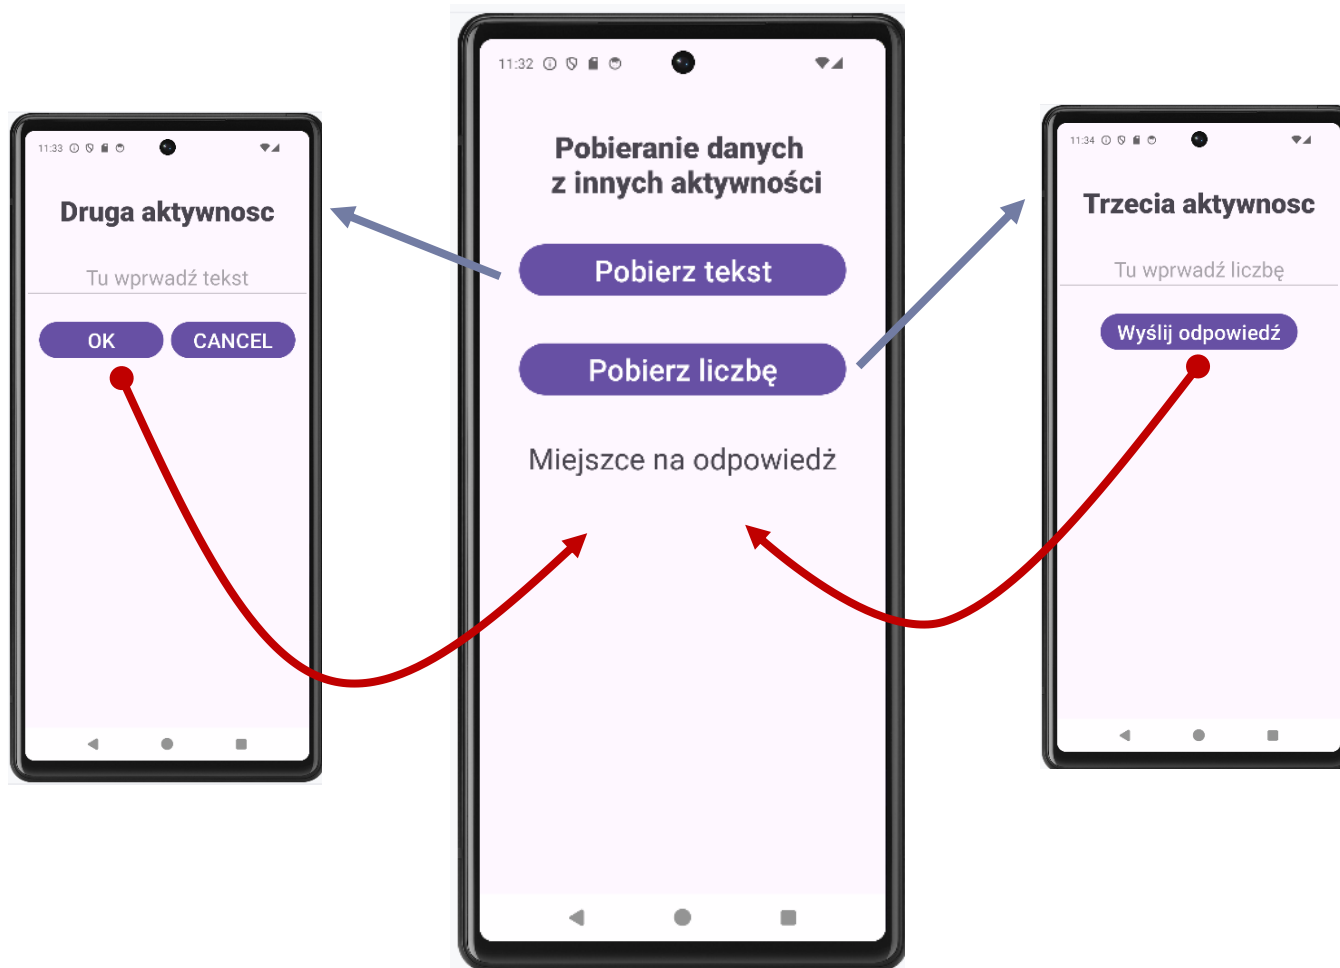 11:33
Druga aktywnosc
Tu wprwadź tekst
OK
CANCEL
11:32
Pobieranie danych
z innych aktywności
Pobierz tekst
Pobierz liczbę
Miejszce na odpowiedż
11:34
Trzecia aktywnosc
Tu wprwadź liczbę
Wyślij odpowiedź